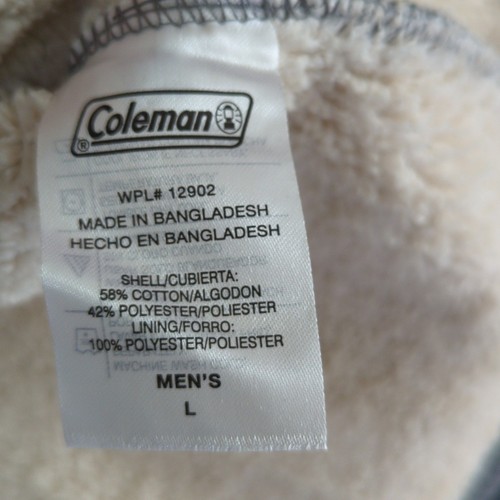 Coleman
®
WPL# 12902
MADE IN BANGLADESH
HECHO EN BANGLADESH
SHELL/CUBIERTA:
58% COTTON/ALGODON
42% POLYESTER/POLIESTER
LINING/FORRO:
100% POLYESTER/POLIESTER
MEN'S
L